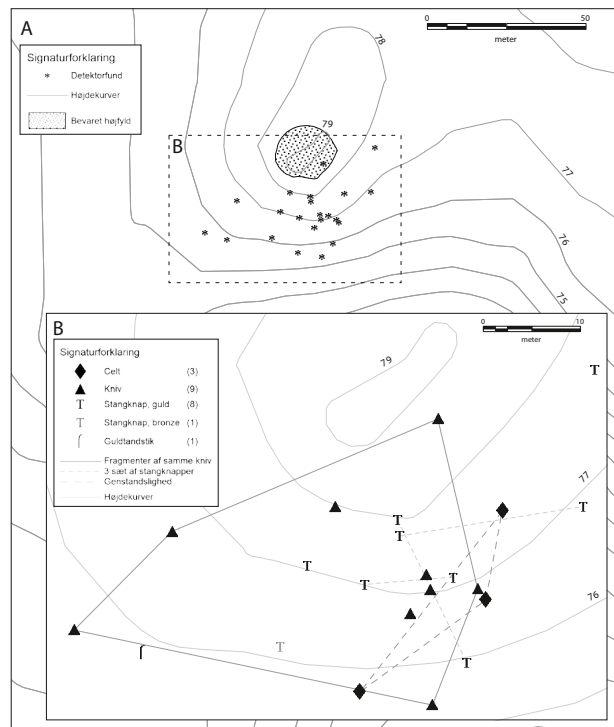 A
0 50
meter
Signaturforklaring
* Detektorfund
Højdekurver
Bevaret højfyld
78
79
B
77
76
75
B
0 10
meter
Signaturforklaring
Celt (3)
Kniv (9)
T Stangknap, guld (8)
T Stangknap, bronze (1)
Guldtandstik (1)
Fragmenter af samme kniv
3 sæt af stangknapper
Genstandslighed
Højdekurver
79
77
76